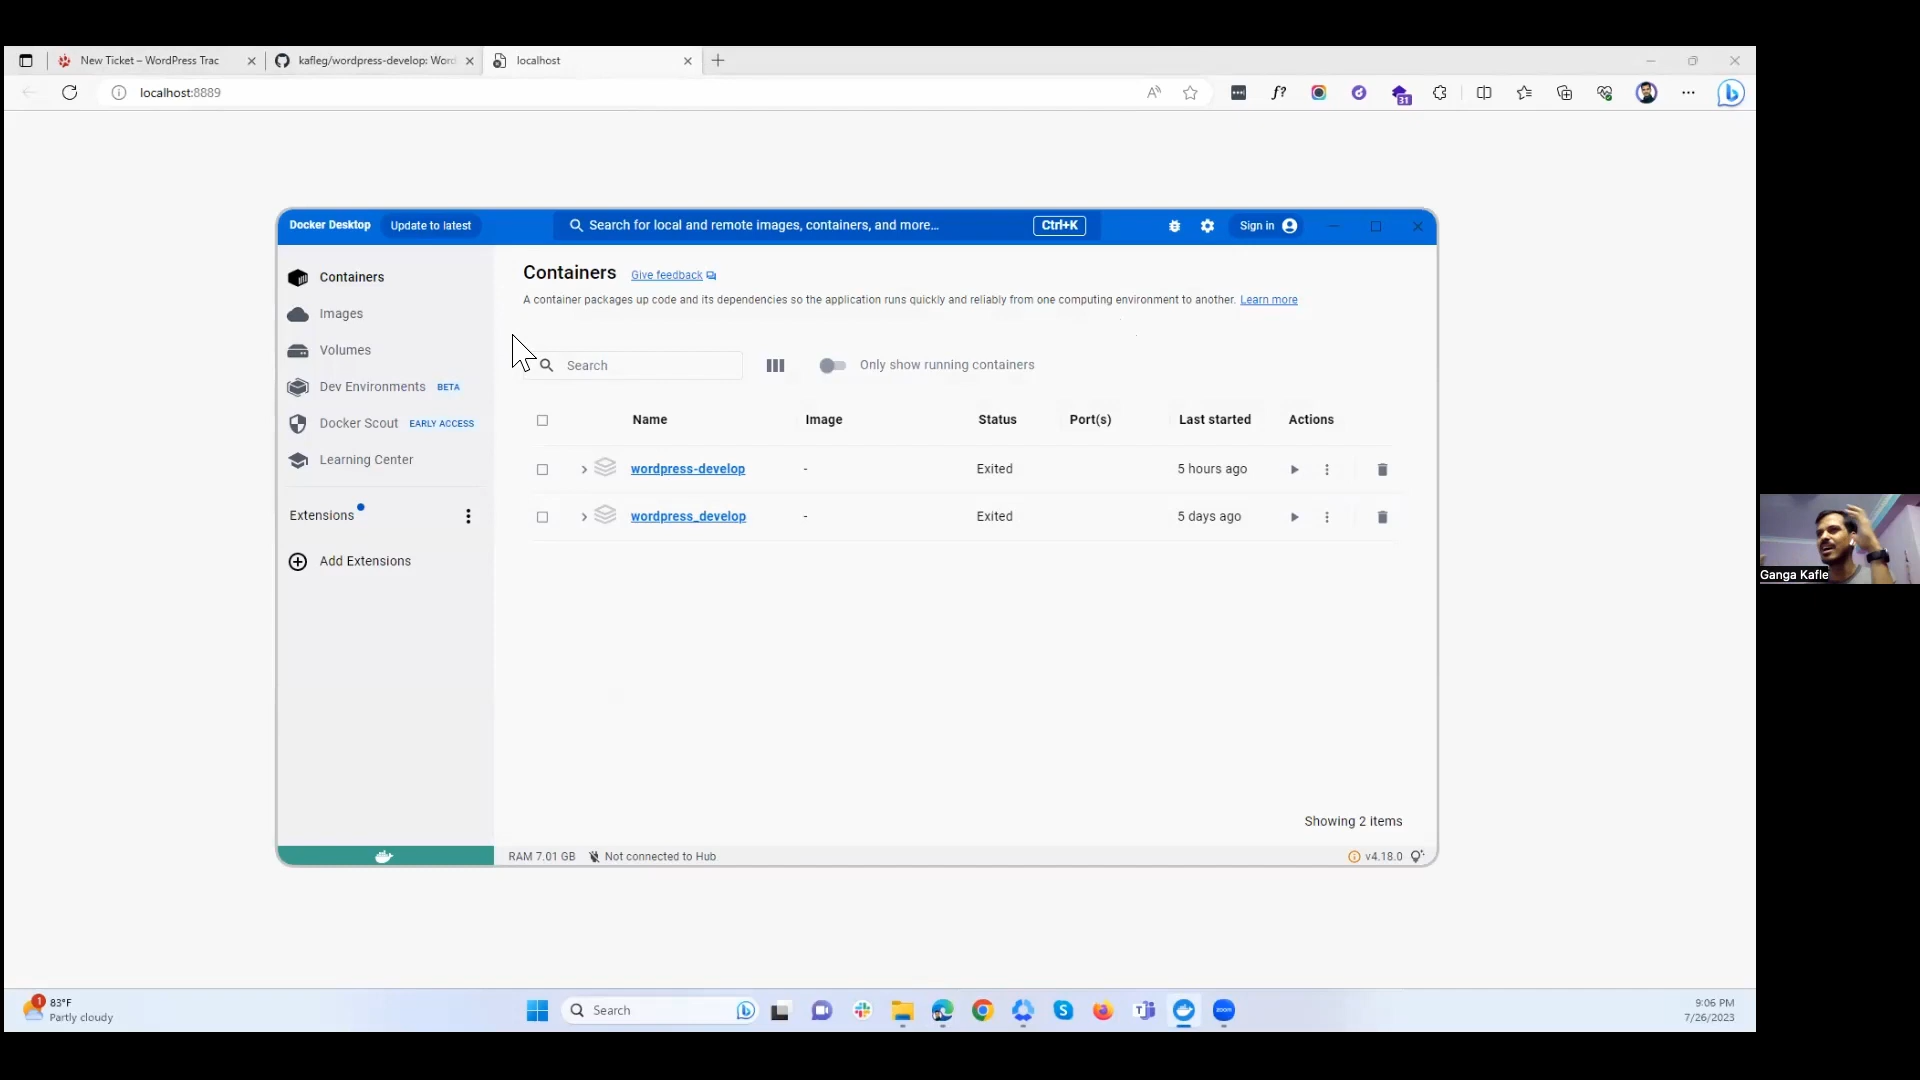 New Ticket – WordPress Trac
kafleg/wordpress-develop: Word
localhost
localhost:8889
31
Docker Desktop
Update to latest
Search for local and remote images, containers, and more...
Ctrl+K
Sign in
Containers
Images
Volumes
Dev Environments BETA
Docker Scout EARLY ACCESS
Learning Center
Extensions
Add Extensions
Containers Give feedback
A container packages up code and its dependencies so the application runs quickly and reliably from one computing environment to another. Learn more
Search
Only show running containers
Name Image Status Port(s) Last started Actions
wordpress-develop - Exited 5 hours ago
wordpress_develop - Exited 5 days ago
Showing 2 items
RAM 7.01 GB Not connected to Hub
v4.18.0
Ganga Kafle
1
83°F
Partly cloudy
Search
zoom
9:06 PM
7/26/2023